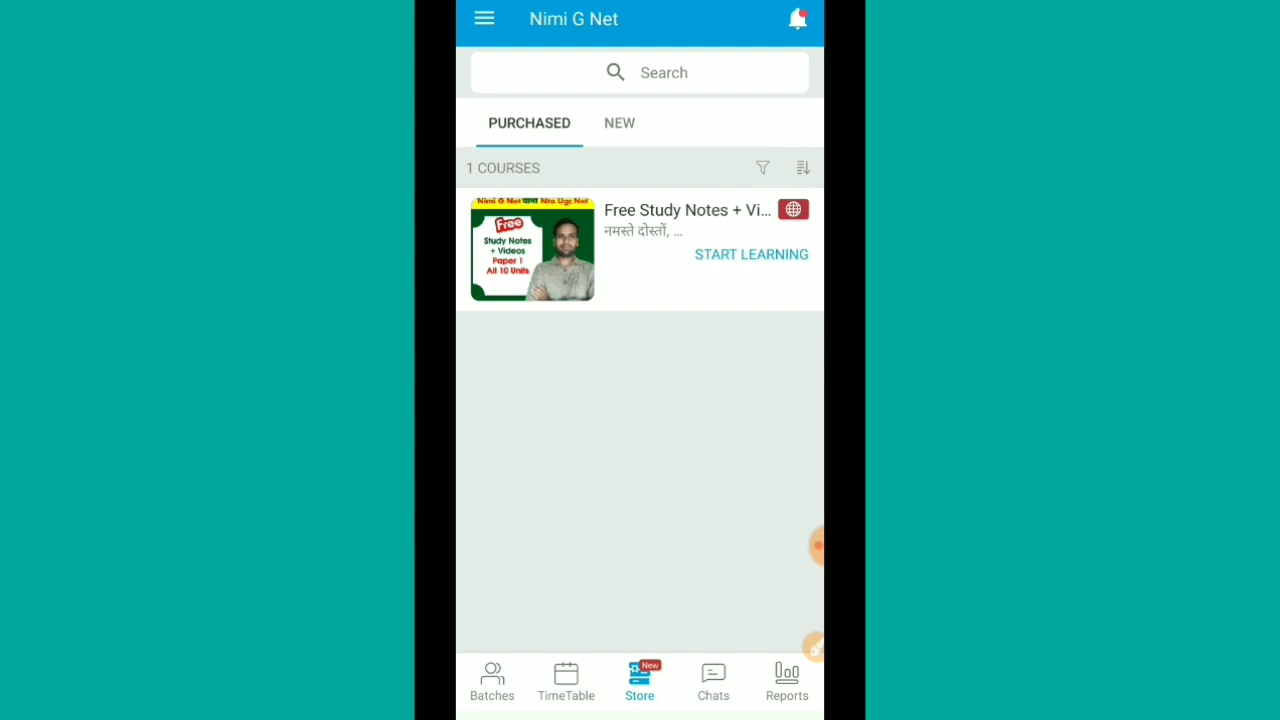 Nimi G Net
Search
PURCHASED NEW
1 COURSES
Nimi G Net याना Nta Ugc Net
Free
Study Notes
+ Videos
Paper 1
All 10 Units
Free Study Notes + Vi...
नमस्ते दोस्तों, ...
START LEARNING
New
Batches TimeTable Store Chats Reports